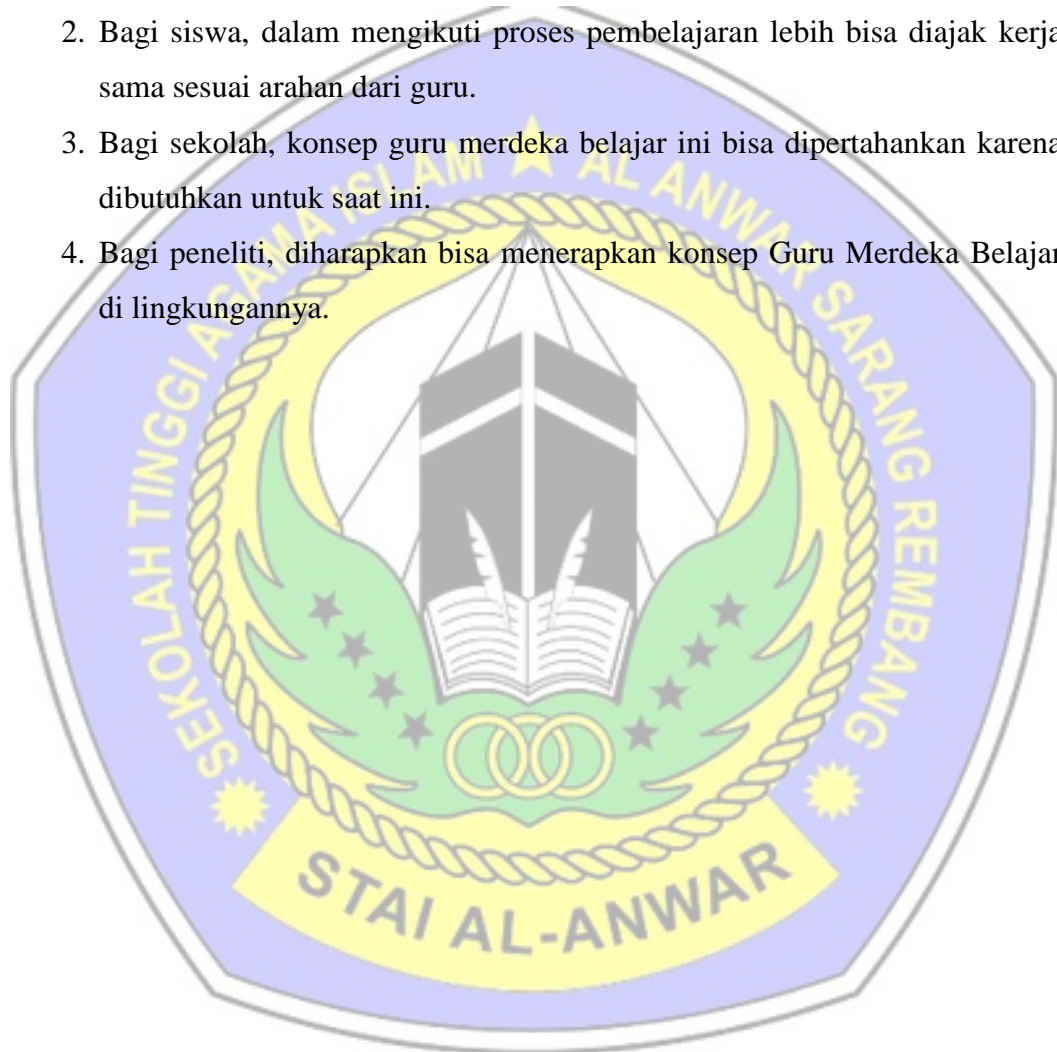 2. Bagi siswa, dalam mengikuti proses pembelajaran lebih bisa diajak kerja
sama sesuai arahan dari guru.
3. Bagi sekolah, konsep guru merdeka belajar ini bisa dipertahankan karena
dibutuhkan untuk saat ini.
4. Bagi peneliti, diharapkan bisa menerapkan konsep Guru Merdeka Belajar
di lingkungannya.
SEKOLAH TINGGI AGAMA ISLAM AL ANWAR SARANG REMBANG
STAI AL-ANWAR